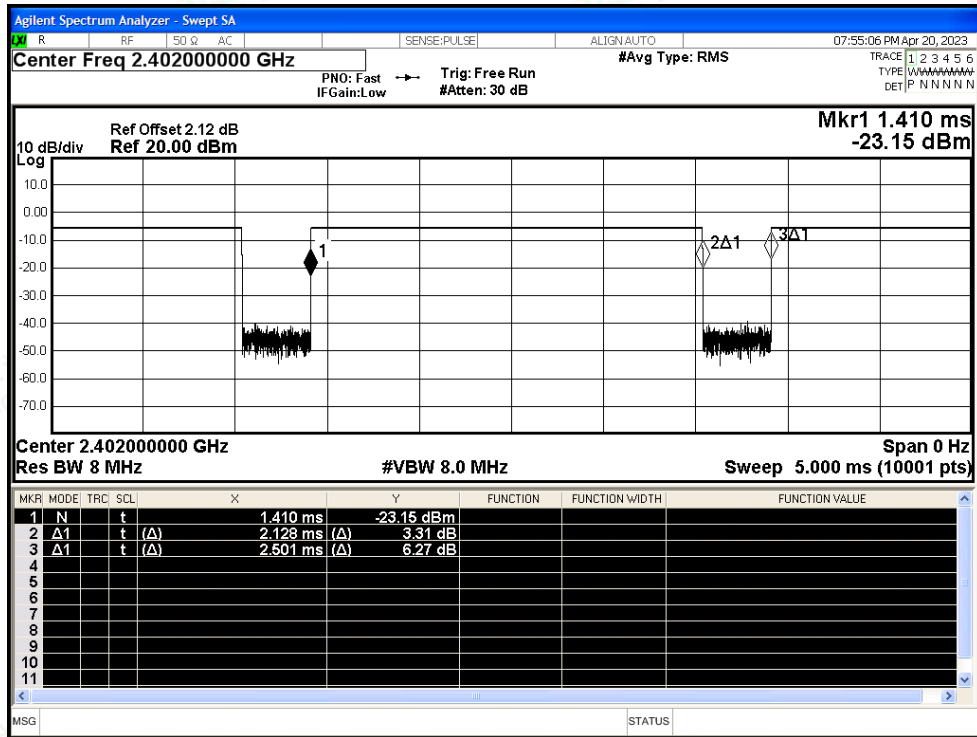 Agilent Spectrum Analyzer - Swept SA
LXI R RF 50 Ω AC SENSE:PULSE ALIGN AUTO 07:55:06 PM Apr 20, 2023
Center Freq 2.402000000 GHz
PNO: Fast
IFGain:Low
Trig: Free Run
#Atten: 30 dB
#Avg Type: RMS
TRACE 1 2 3 4 5 6
TYPE
DET P N N N N N
Mkr1 1.410 ms
-23.15 dBm
Ref Offset 2.12 dB
10 dB/div Ref 20.00 dBm
Log
10.0
0.00
-10.0
-20.0
-30.0
-40.0
-50.0
-60.0
-70.0
1
2Δ1
3Δ1
Center 2.402000000 GHz Span 0 Hz
Res BW 8 MHz #VBW 8.0 MHz Sweep 5.000 ms (10001 pts)
MKR MODE TRC SCL X Y FUNCTION FUNCTION WIDTH FUNCTION VALUE
1 N t 1.410 ms -23.15 dBm
2 Δ1 t (Δ) 2.128 ms (Δ) 3.31 dB
3 Δ1 t (Δ) 2.501 ms (Δ) 6.27 dB
4
5
6
7
8
9
10
11
MSG STATUS